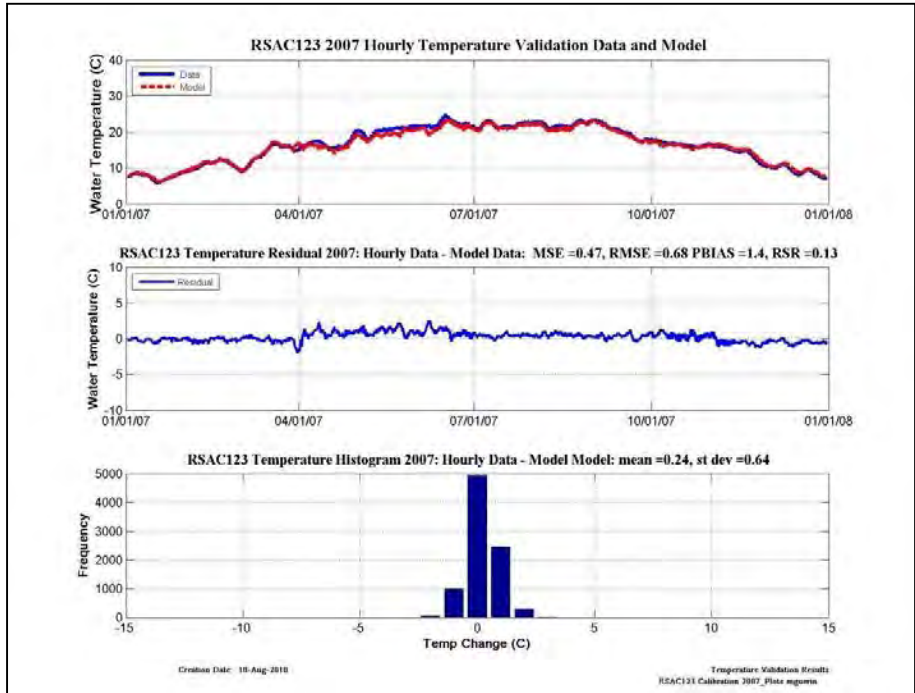 RSAC123 2007 Hourly Temperature Validation Data and Model
Water Temperature (C)
40
30
20
10
0
Data
Model
01/01/07 04/01/07 07/01/07 10/01/07 01/01/08
RSAC123 Temperature Residual 2007: Hourly Data - Model Data: MSE =0.47, RMSE =0.68 PBIAS =1.4, RSR =0.13
Water Temperature (C)
10
5
0
-5
-10
Residual
01/01/07 04/01/07 07/01/07 10/01/07 01/01/08
RSAC123 Temperature Histogram 2007: Hourly Data - Model Model: mean =0.24, st dev =0.64
Frequency
5000
4000
3000
2000
1000
0
-15 -10 -5 0 5 10 15
Temp Change (C)
Creation Date: 10-Aug-2010
Temperature Validation Results
RSAC123 Calibration 2007_Plots